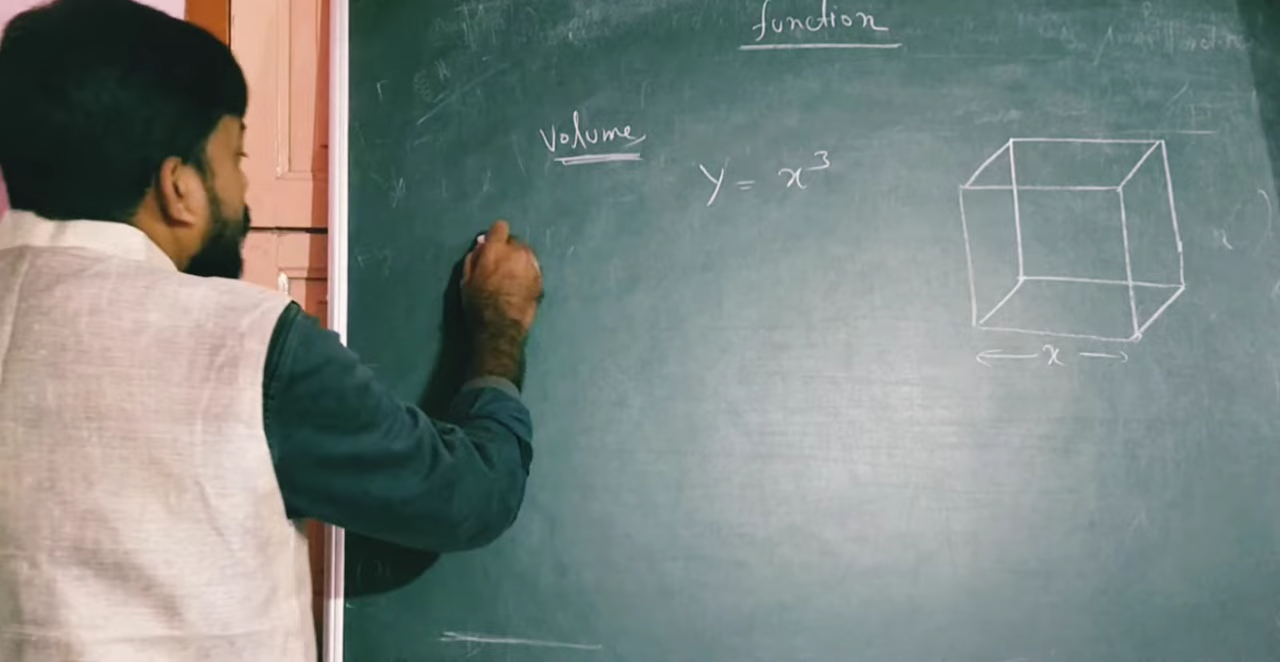 function
Volume
y = x³
x